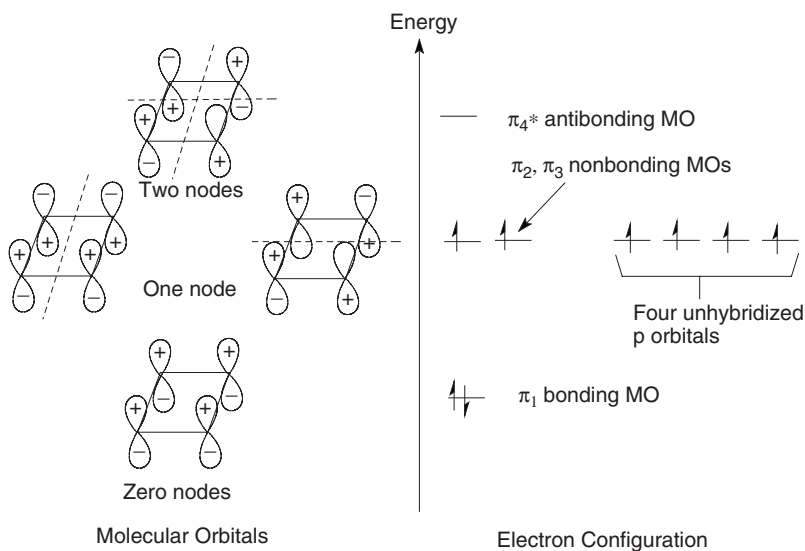 Energy
− +
+ −
+
− +
Two nodes
π₄* antibonding MO
π₂, π₃ nonbonding MOs
− −
+ +
+ +
− −
+ −
+
+
− +
One node
Four unhybridized
p orbitals
+ +
− −
+ +
− −
Zero nodes
π₁ bonding MO
Molecular Orbitals
Electron Configuration